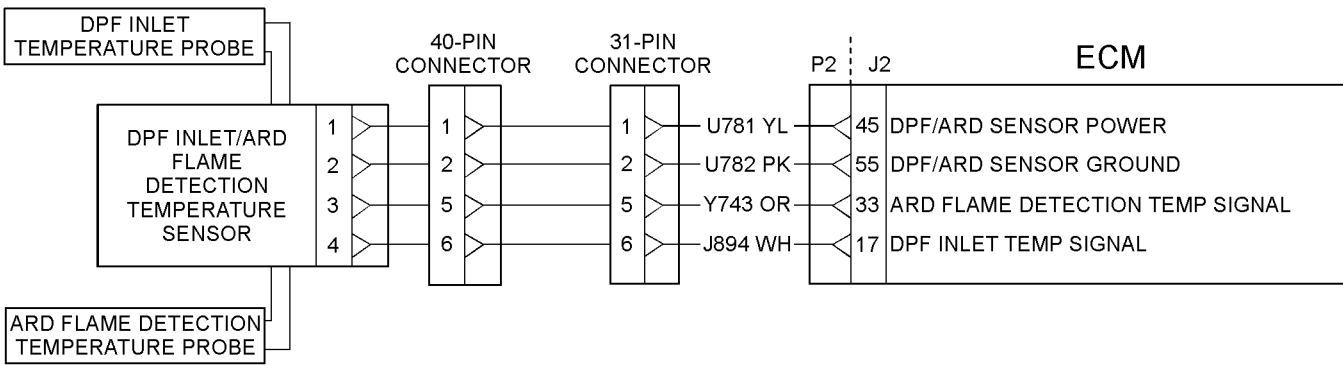 DPF INLET
TEMPERATURE PROBE
40-PIN
CONNECTOR
31-PIN
CONNECTOR
P2
J2
ECM
DPF INLET/ARD
FLAME
DETECTION
TEMPERATURE
SENSOR
1 1 1 U781 YL 45 DPF/ARD SENSOR POWER
2 2 2 U782 PK 55 DPF/ARD SENSOR GROUND
3 5 5 Y743 OR 33 ARD FLAME DETECTION TEMP SIGNAL
4 6 6 J894 WH 17 DPF INLET TEMP SIGNAL
ARD FLAME DETECTION
TEMPERATURE PROBE